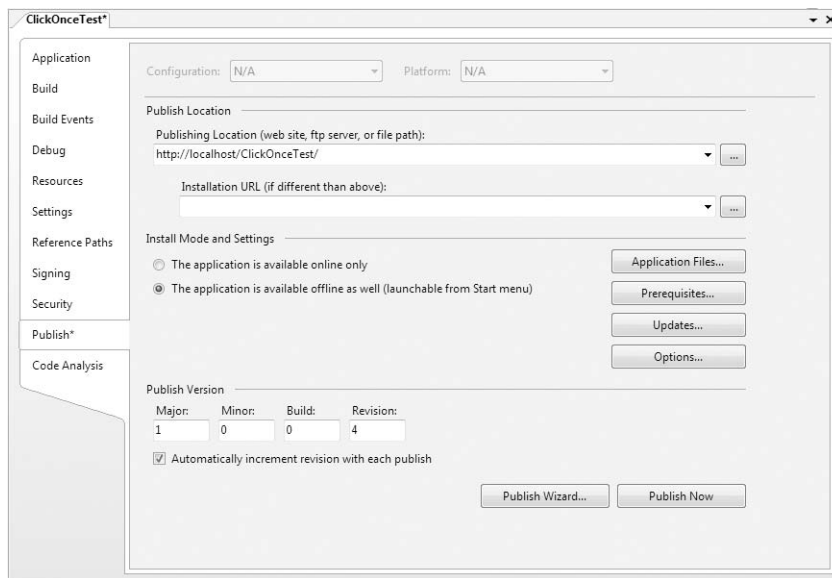 ClickOnceTest*
Application
Build
Build Events
Debug
Resources
Settings
Reference Paths
Signing
Security
Publish*
Code Analysis
Configuration: N/A Platform: N/A
Publish Location
Publishing Location (web site, ftp server, or file path):
http://localhost/ClickOnceTest/
...
Installation URL (if different than above):
...
Install Mode and Settings
The application is available online only
The application is available offline as well (launchable from Start menu)
Application Files...
Prerequisites...
Updates...
Options...
Publish Version
Major: Minor: Build: Revision:
1 0 0 4
Automatically increment revision with each publish
Publish Wizard... Publish Now